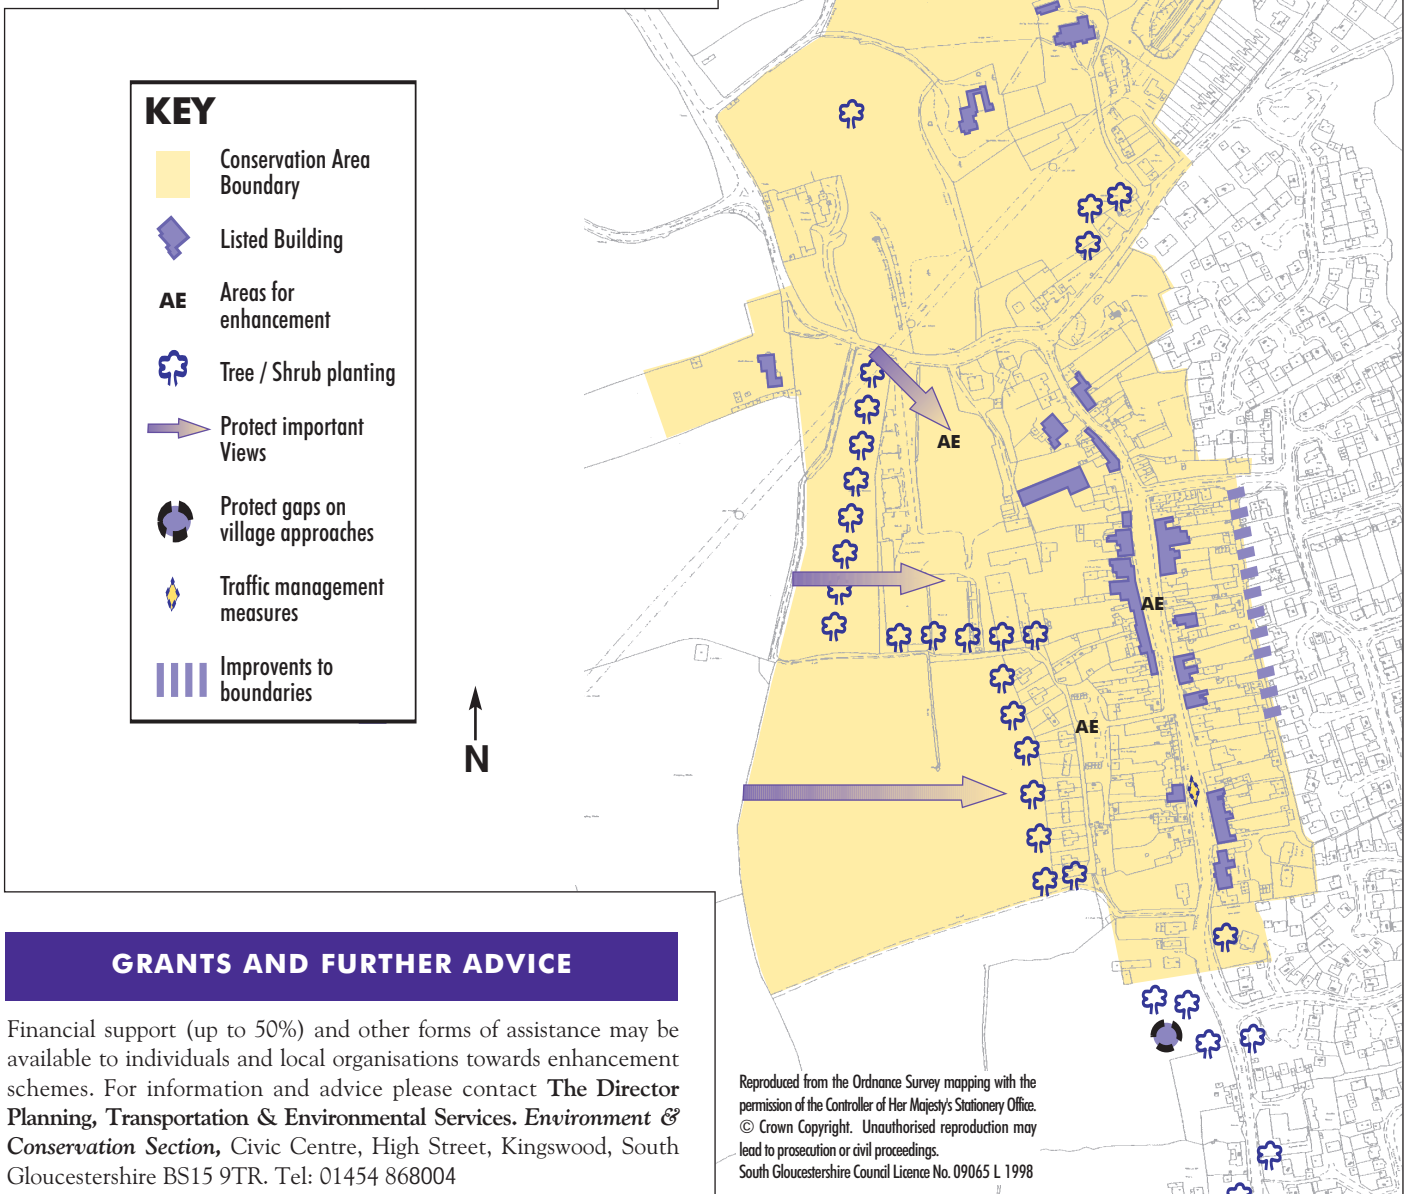 KEY
Conservation Area
Boundary
Listed Building
AE
Areas for
enhancement
Tree / Shrub planting
Protect important
Views
Protect gaps on
village approaches
Traffic management
measures
Improvents to
boundaries
N
AE
AE
AE
GRANTS AND FURTHER ADVICE
Financial support (up to 50%) and other forms of assistance may be
available to individuals and local organisations towards enhancement
schemes. For information and advice please contact The Director
Planning, Transportation & Environmental Services. Environment &
Conservation Section, Civic Centre, High Street, Kingswood, South
Gloucestershire BS15 9TR. Tel: 01454 868004
Reproduced from the Ordnance Survey mapping with the
permission of the Controller of Her Majesty's Stationery Office.
© Crown Copyright. Unauthorised reproduction may
lead to prosecution or civil proceedings.
South Gloucestershire Council Licence No. 09065 L 1998